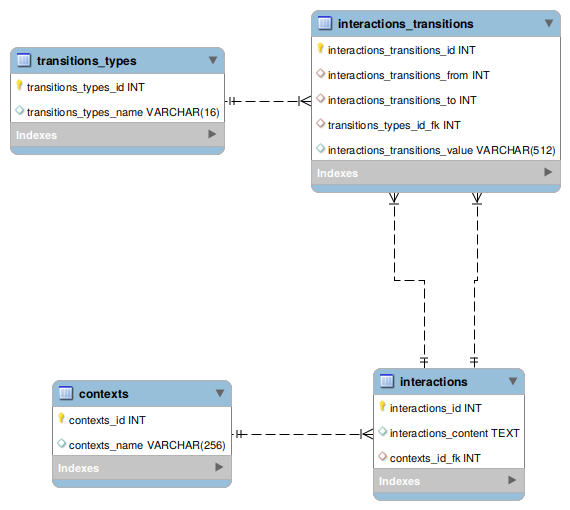 transitions_types
transitions_types_id INT
transitions_types_name VARCHAR(16)
Indexes
interactions_transitions
interactions_transitions_id INT
interactions_transitions_from INT
interactions_transitions_to INT
transitions_types_id_fk INT
interactions_transitions_value VARCHAR(512)
Indexes
contexts
contexts_id INT
contexts_name VARCHAR(256)
Indexes
interactions
interactions_id INT
interactions_content TEXT
contexts_id_fk INT
Indexes